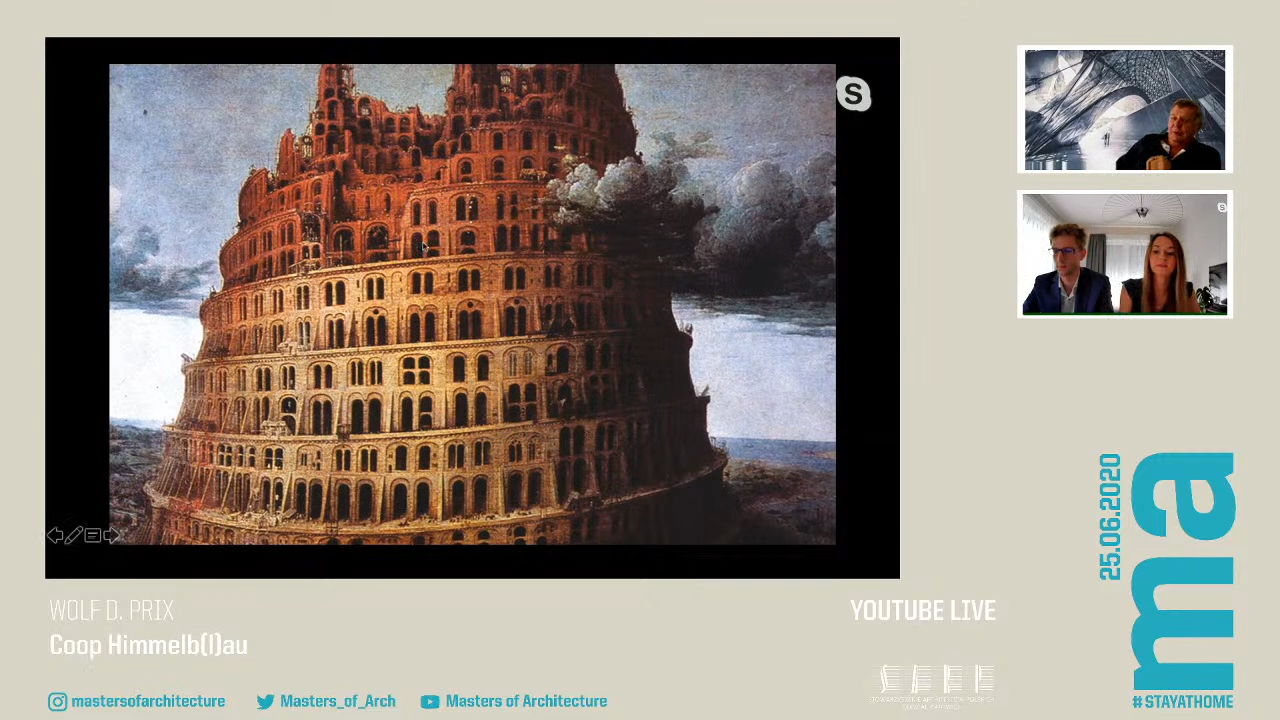 S
WOLF D. PRIX
Coop Himmelb(l)au
YOUTUBE LIVE
mastersofarchitecture
Masters_of_Arch
Masters of Architecture
25.06.2020
ma
#STAYATHOME